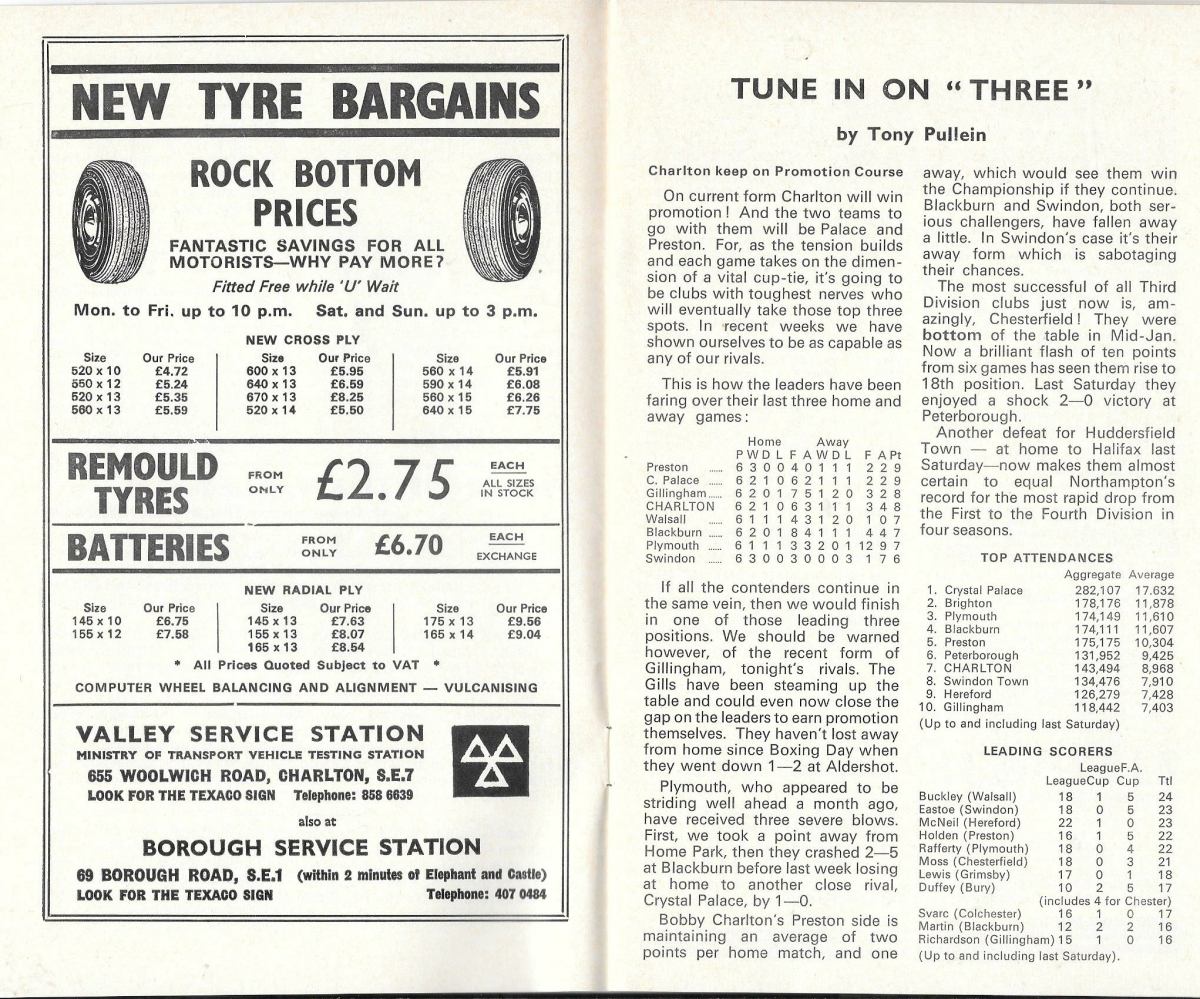 NEW TYRE BARGAINS
ROCK BOTTOM
PRICES
FANTASTIC SAVINGS FOR ALL
MOTORISTS—WHY PAY MORE?
Fitted Free while 'U' Wait
Mon. to Fri. up to 10 p.m. Sat. and Sun. up to 3 p.m.
NEW CROSS PLY
Size Our Price Size Our Price Size Our Price
520 x 10 £4.72 600 x 13 £5.95 560 x 14 £5.91
550 x 12 £5.24 640 x 13 £6.59 590 x 14 £6.08
520 x 13 £5.35 670 x 13 £8.25 560 x 15 £6.26
560 x 13 £5.59 520 x 14 £5.50 640 x 15 £7.75
REMOULD
TYRES
FROM
ONLY
£2.75
EACH
ALL SIZES
IN STOCK
BATTERIES
FROM
ONLY
£6.70
EACH
EXCHANGE
NEW RADIAL PLY
Size Our Price Size Our Price Size Our Price
145 x 10 £6.75 145 x 13 £7.63 175 x 13 £9.56
155 x 12 £7.58 155 x 13 £8.07 165 x 14 £9.04
165 x 13 £8.54
* All Prices Quoted Subject to VAT *
COMPUTER WHEEL BALANCING AND ALIGNMENT — VULCANISING
VALLEY SERVICE STATION
MINISTRY OF TRANSPORT VEHICLE TESTING STATION
655 WOOLWICH ROAD, CHARLTON, S.E.7
LOOK FOR THE TEXACO SIGN Telephone: 858 6639
also at
BOROUGH SERVICE STATION
69 BOROUGH ROAD, S.E.1 (within 2 minutes of Elephant and Castle)
LOOK FOR THE TEXACO SIGN Telephone: 407 0484
TUNE IN ON "THREE"
by Tony Pullein
Charlton keep on Promotion Course
On current form Charlton will win
promotion! And the two teams to
go with them will be Palace and
Preston. For, as the tension builds
and each game takes on the dimen-
sion of a vital cup-tie, it's going to
be clubs with toughest nerves who
will eventually take those top three
spots. In recent weeks we have
shown ourselves to be as capable as
any of our rivals.
This is how the leaders have been
faring over their last three home and
away games:
Home Away
P W D L F A W D L F A Pt
Preston ...... 6 3 0 0 4 0 1 1 1 2 2 9
C. Palace ...... 6 2 1 0 6 2 1 1 1 2 2 9
Gillingham ...... 6 2 0 1 7 5 1 2 0 3 2 8
CHARLTON 6 2 1 0 6 3 1 1 1 3 4 8
Walsall ...... 6 1 1 1 4 3 1 2 0 1 0 7
Blackburn ...... 6 2 0 1 8 4 1 1 1 4 4 7
Plymouth ...... 6 1 1 1 3 3 2 0 1 12 9 7
Swindon ...... 6 3 0 0 3 0 0 0 3 1 7 6
If all the contenders continue in
the same vein, then we would finish
in one of those leading three
positions. We should be warned
however, of the recent form of
Gillingham, tonight's rivals. The
Gills have been steaming up the
table and could even now close the
gap on the leaders to earn promotion
themselves. They haven't lost away
from home since Boxing Day when
they went down 1—2 at Aldershot.
Plymouth, who appeared to be
striding well ahead a month ago,
have received three severe blows.
First, we took a point away from
Home Park, then they crashed 2—5
at Blackburn before last week losing
at home to another close rival,
Crystal Palace, by 1—0.
Bobby Charlton's Preston side is
maintaining an average of two
points per home match, and one
away, which would see them win
the Championship if they continue.
Blackburn and Swindon, both ser-
ious challengers, have fallen away
a little. In Swindon's case it's their
away form which is sabotaging
their chances.
The most successful of all Third
Division clubs just now is, am-
azingly, Chesterfield! They were
bottom of the table in Mid-Jan.
Now a brilliant flash of ten points
from six games has seen them rise to
18th position. Last Saturday they
enjoyed a shock 2—0 victory at
Peterborough.
Another defeat for Huddersfield
Town — at home to Halifax last
Saturday—now makes them almost
certain to equal Northampton's
record for the most rapid drop from
the First to the Fourth Division in
four seasons.
TOP ATTENDANCES
Aggregate Average
1. Crystal Palace 282,107 17.632
2. Brighton 178,176 11,878
3. Plymouth 174,149 11,610
4. Blackburn 174,111 11,607
5. Preston 175,175 10,304
6. Peterborough 131,952 9,425
7. CHARLTON 143,494 8,968
8. Swindon Town 134,476 7,910
9. Hereford 126,279 7,428
10. Gillingham 118,442 7,403
(Up to and including last Saturday)
LEADING SCORERS
League F.A.
League Cup Cup Ttl
Buckley (Walsall) 18 1 5 24
Eastoe (Swindon) 18 0 5 23
McNeil (Hereford) 22 1 0 23
Holden (Preston) 16 1 5 22
Rafferty (Plymouth) 18 0 4 22
Moss (Chesterfield) 18 0 3 21
Lewis (Grimsby) 17 0 1 18
Duffey (Bury) 10 2 5 17
(includes 4 for Chester)
Svarc (Colchester) 16 1 0 17
Martin (Blackburn) 12 2 2 16
Richardson (Gillingham) 15 1 0 16
(Up to and including last Saturday).